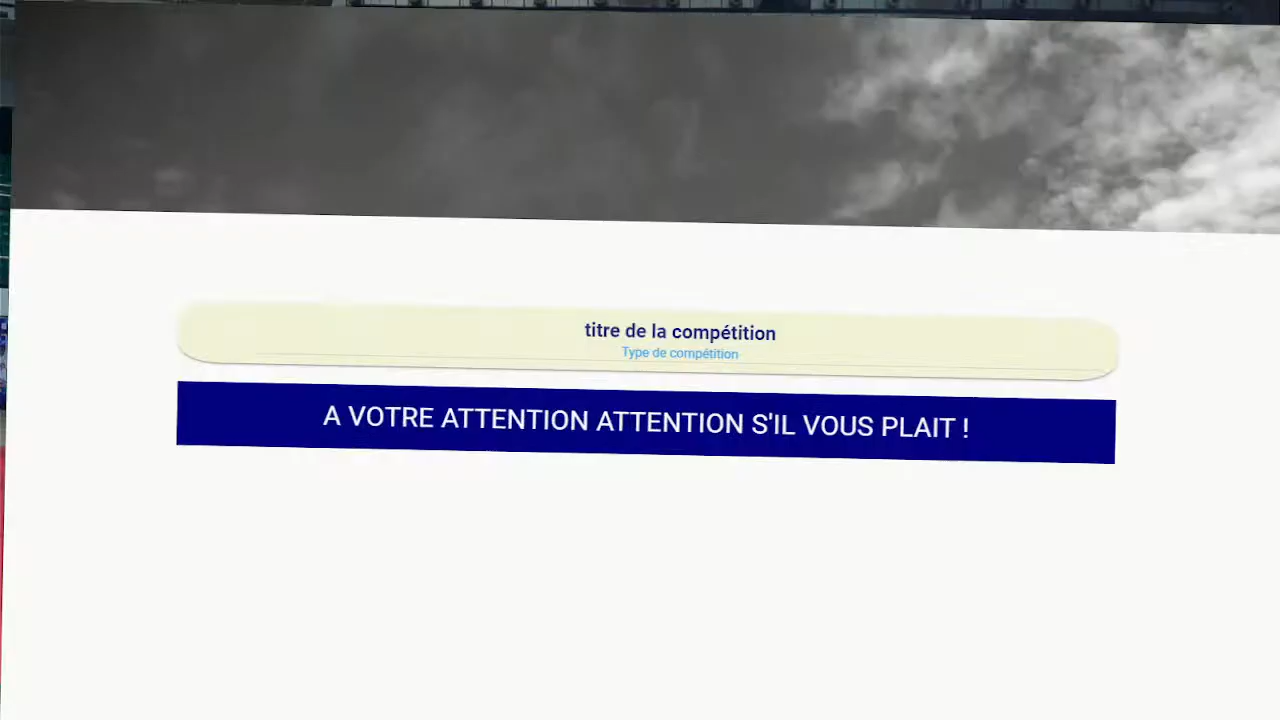 titre de la compétition
Type de compétition
A VOTRE ATTENTION ATTENTION S'IL VOUS PLAIT !